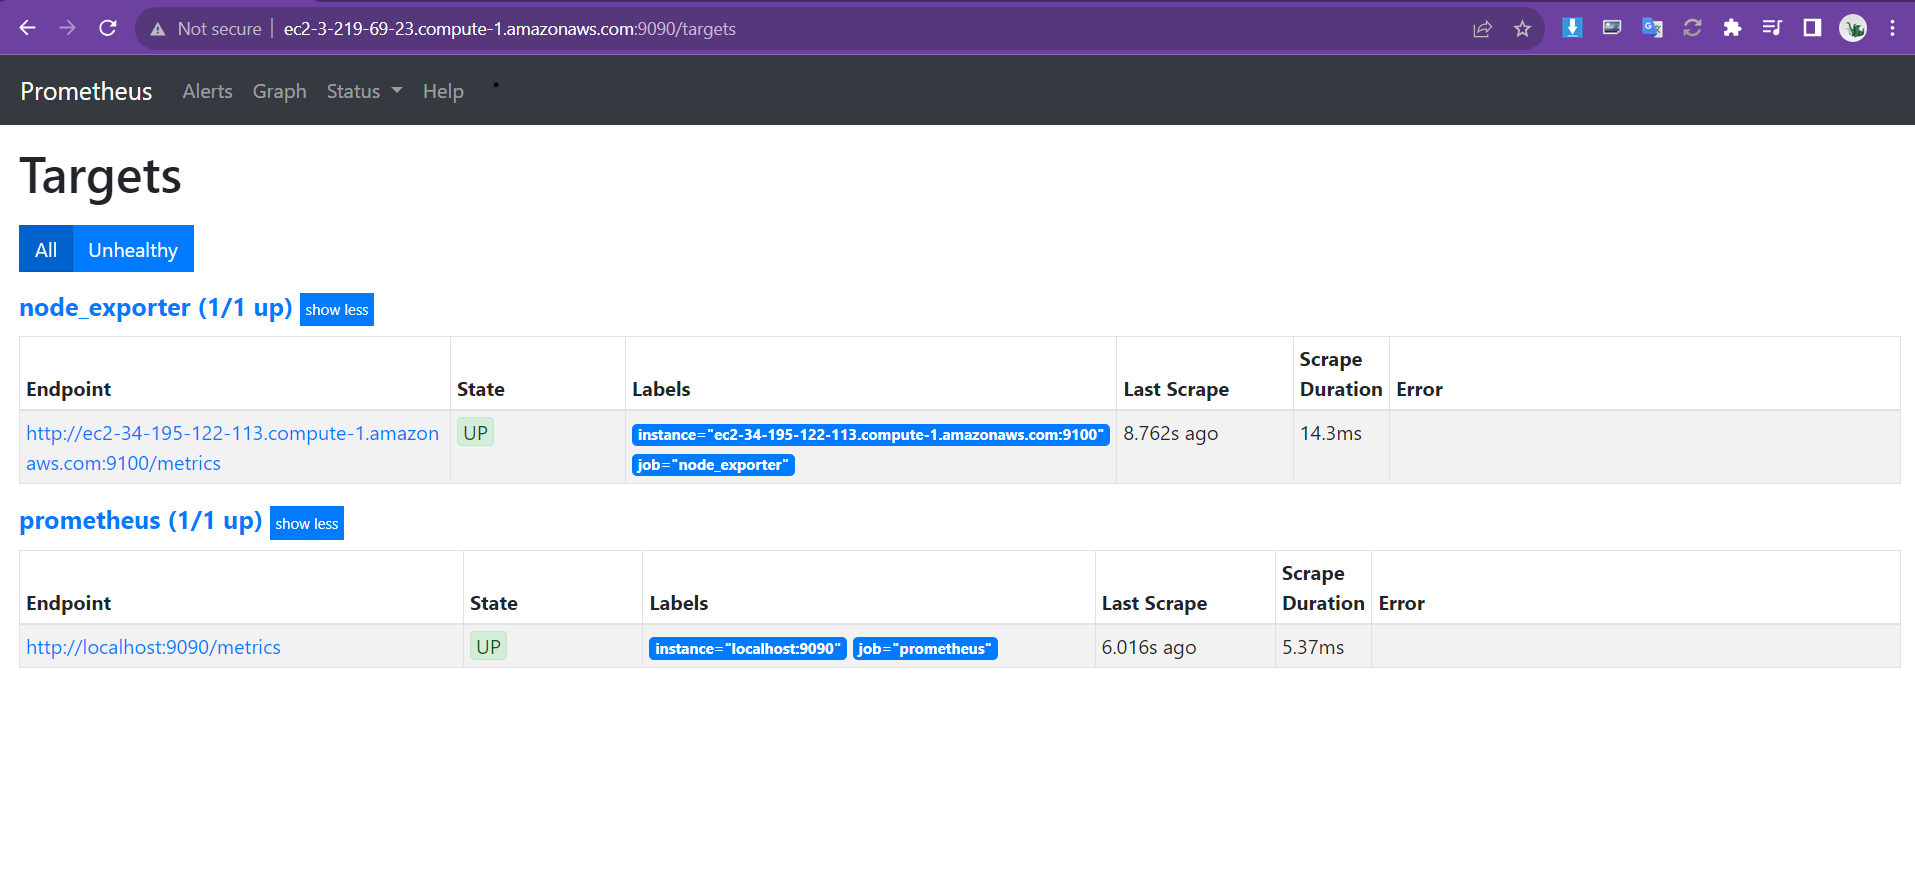 Not secure ec2-3-219-69-23.compute-1.amazonaws.com:9090/targets
Prometheus Alerts Graph Status Help
Targets
All Unhealthy
node_exporter (1/1 up) show less
Endpoint State Labels Last Scrape Scrape Duration Error
http://ec2-34-195-122-113.compute-1.amazon
aws.com:9100/metrics
UP
instance="ec2-34-195-122-113.compute-1.amazonaws.com:9100"
job="node_exporter"
8.762s ago
14.3ms
prometheus (1/1 up) show less
Endpoint State Labels Last Scrape Scrape Duration Error
http://localhost:9090/metrics UP instance="localhost:9090" job="prometheus" 6.016s ago 5.37ms